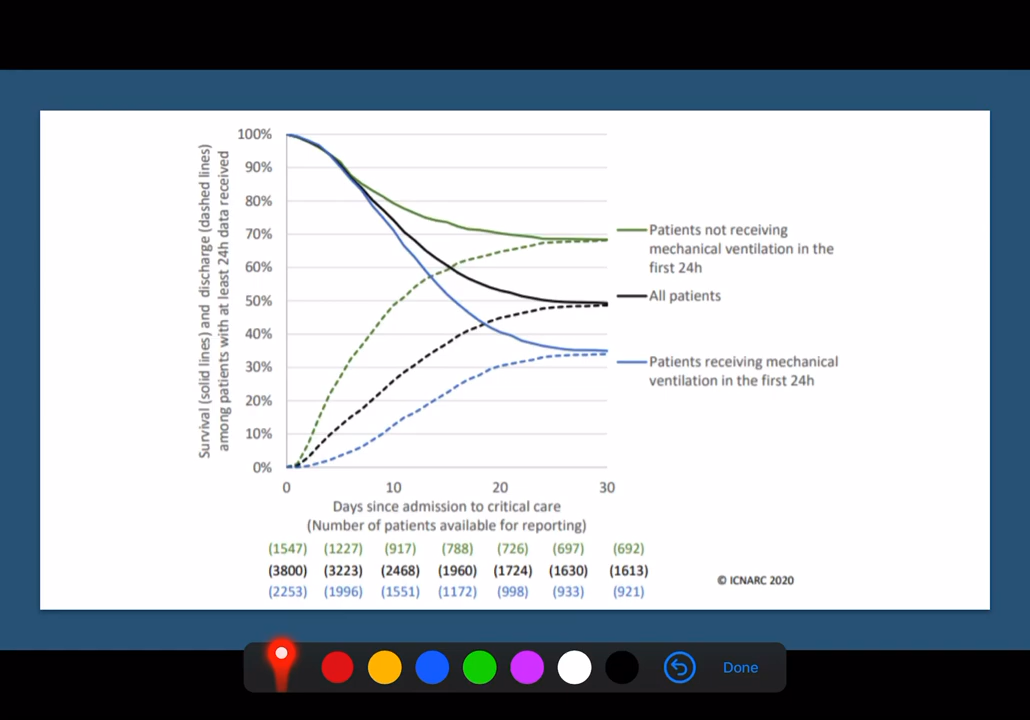 Survival (solid lines) and discharge (dashed lines)
among patients with at least 24h data received
100%
90%
80%
70%
60%
50%
40%
30%
20%
10%
0%
0 10 20 30
Days since admission to critical care
(Number of patients available for reporting)
(1547) (1227) (917) (788) (726) (697) (692)
(3800) (3223) (2468) (1960) (1724) (1630) (1613)
(2253) (1996) (1551) (1172) (998) (933) (921)
Patients not receiving
mechanical ventilation in the
first 24h
All patients
Patients receiving mechanical
ventilation in the first 24h
© ICNARC 2020
Done